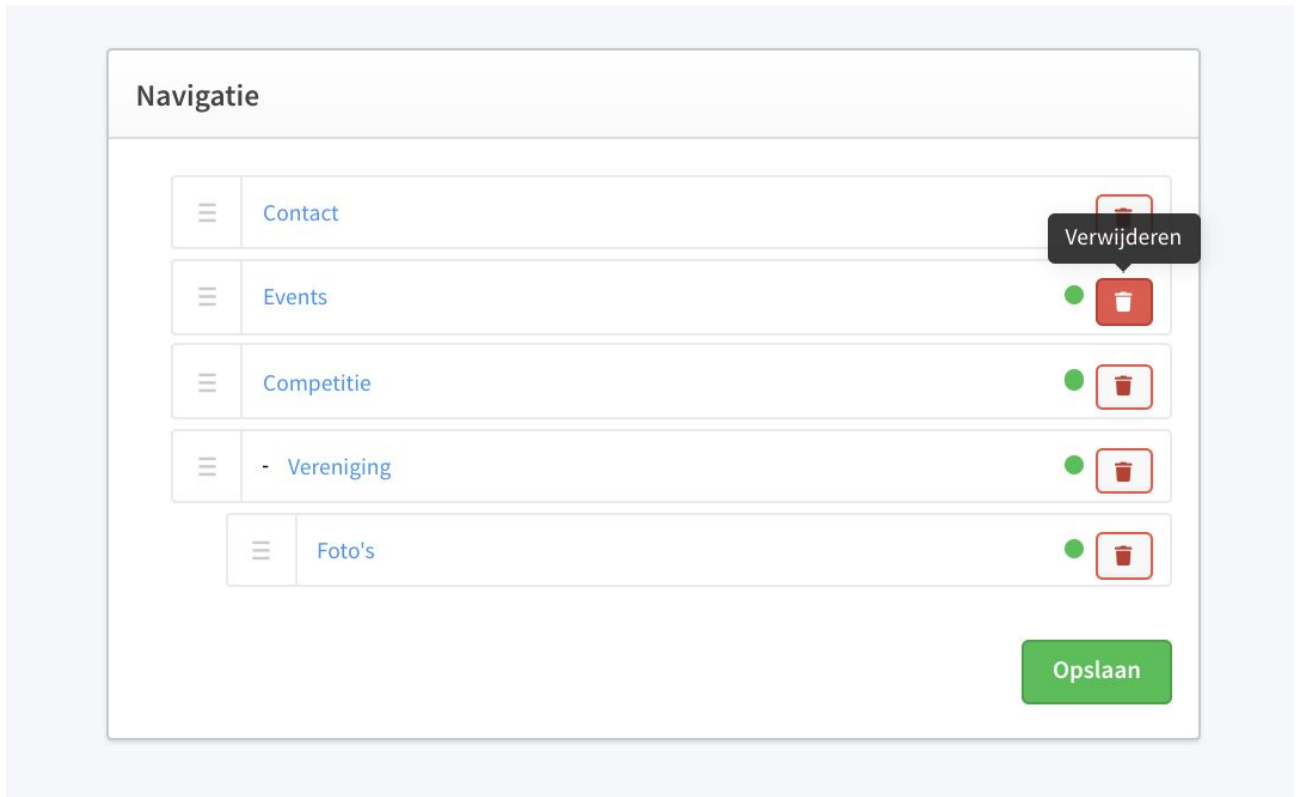 Navigatie
Contact
Verwijderen
Events
Competitie
- Vereniging
Foto's
Opslaan